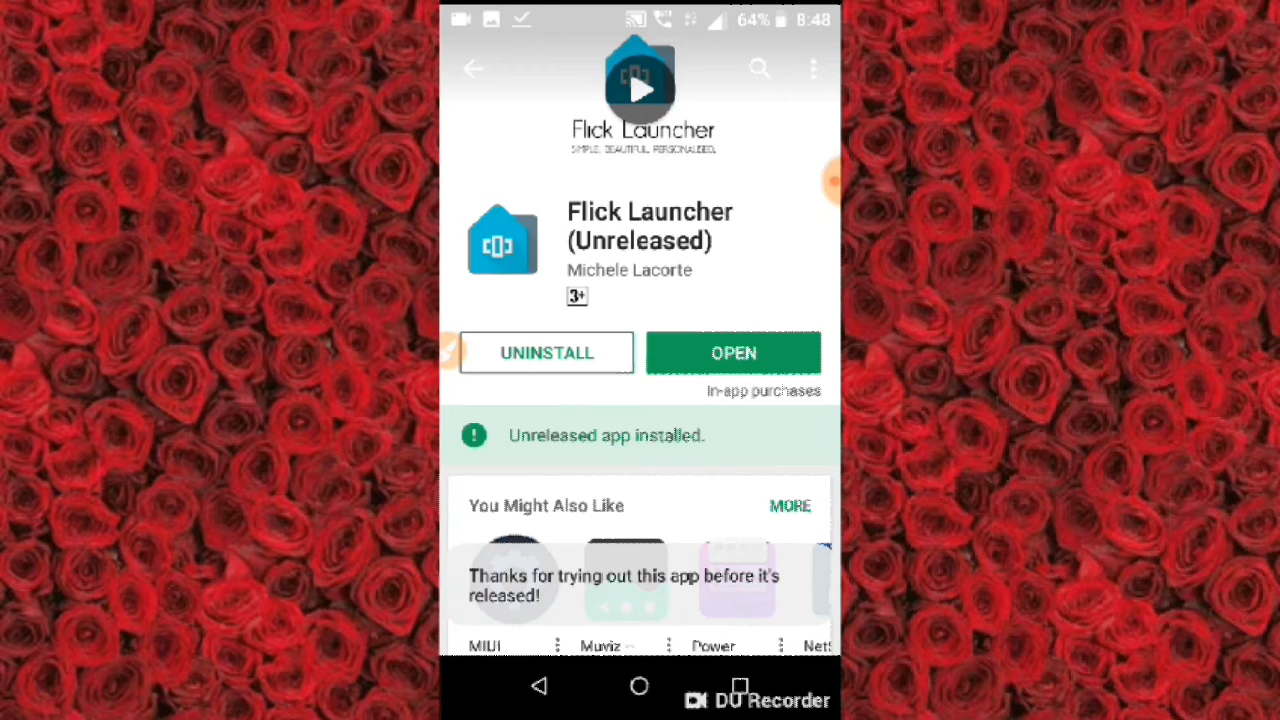 64% 8:48
Flick Launcher
SIMPLE. BEAUTIFUL. PERSONALISED.
Flick Launcher
(Unreleased)
Michele Lacorte
3+
UNINSTALL
OPEN
In-app purchases
Unreleased app installed.
You Might Also Like
MORE
Thanks for trying out this app before it's
released!
MIUI
Muviz
Power
DU Recorder